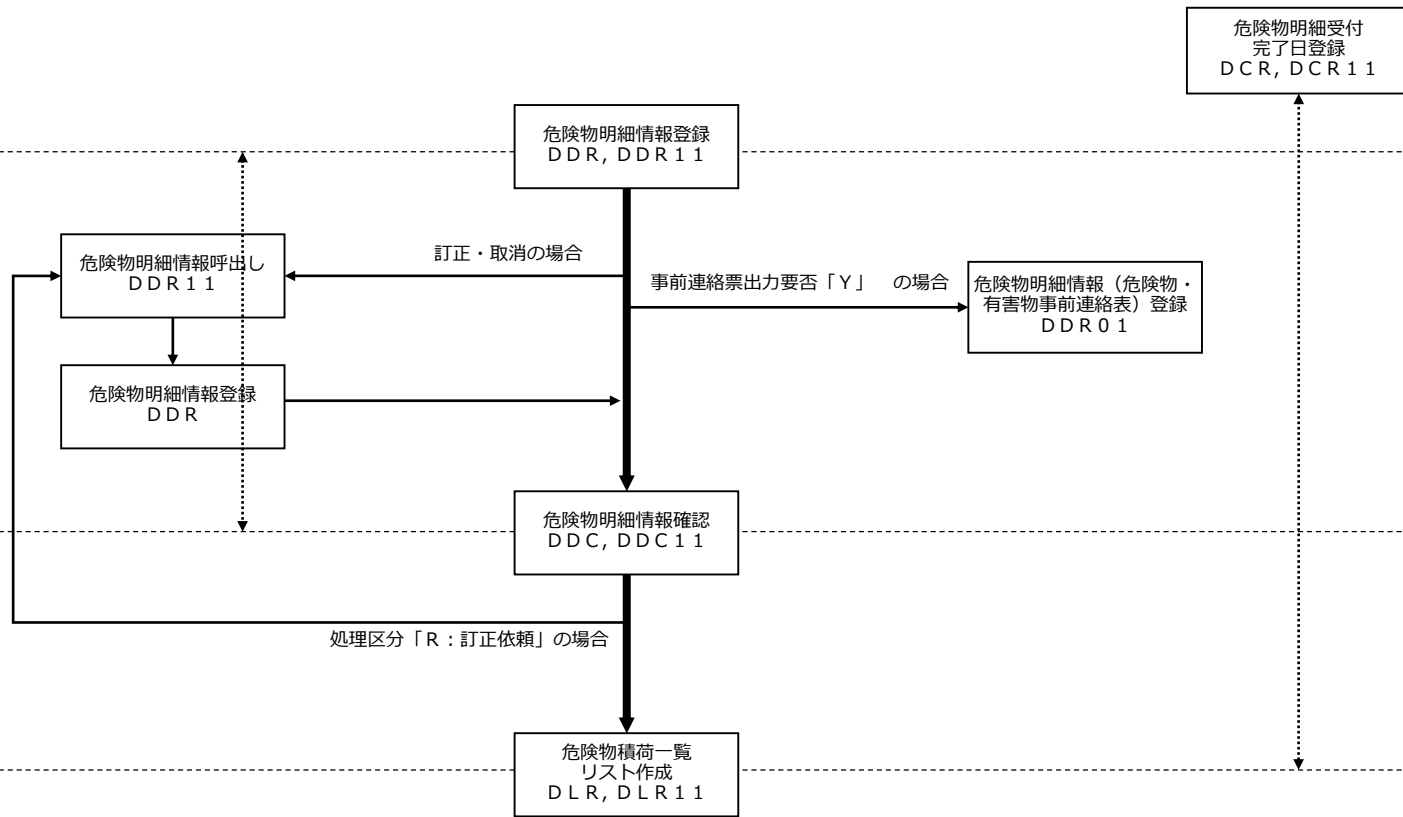 危険物明細受付
完了日登録
ＤＣＲ, ＤＣＲ１１
危険物明細情報登録
ＤＤＲ, ＤＤＲ１１
危険物明細情報呼出し
ＤＤＲ１１
訂正・取消の場合
事前連絡票出力要否「Ｙ」　の場合
危険物明細情報（危険物・
有害物事前連絡表）登録
ＤＤＲ０１
危険物明細情報登録
ＤＤＲ
危険物明細情報確認
ＤＤＣ, ＤＤＣ１１
処理区分「Ｒ：訂正依頼」の場合
危険物積荷一覧
リスト作成
ＤＬＲ, ＤＬＲ１１